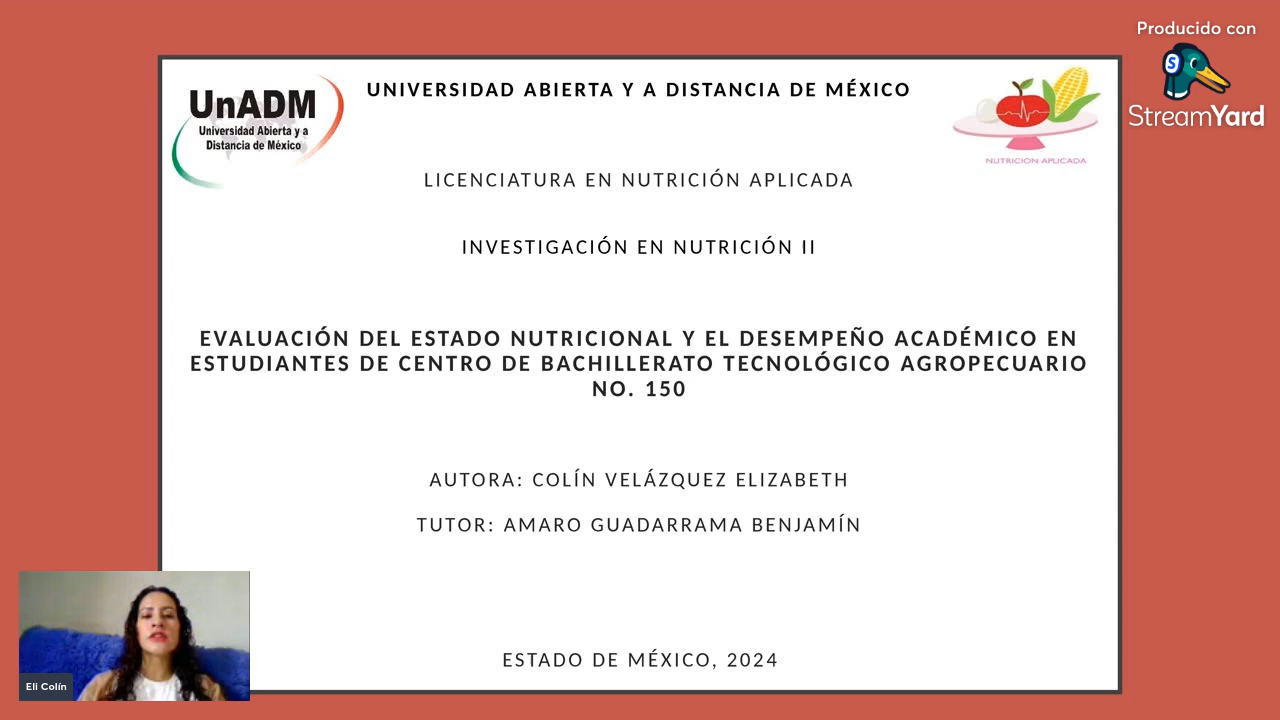 Producido con
StreamYard
UnADM
Universidad Abierta y a
Distancia de México
UNIVERSIDAD ABIERTA Y A DISTANCIA DE MÉXICO
NUTRICION APLICADA
LICENCIATURA EN NUTRICIÓN APLICADA
INVESTIGACIÓN EN NUTRICIÓN II
EVALUACIÓN DEL ESTADO NUTRICIONAL Y EL DESEMPEÑO ACADÉMICO EN
ESTUDIANTES DE CENTRO DE BACHILLERATO TECNOLÓGICO AGROPECUARIO
NO. 150
AUTORA: COLÍN VELÁZQUEZ ELIZABETH
TUTOR: AMARO GUADARRAMA BENJAMÍN
ESTADO DE MÉXICO, 2024
Eli Colín